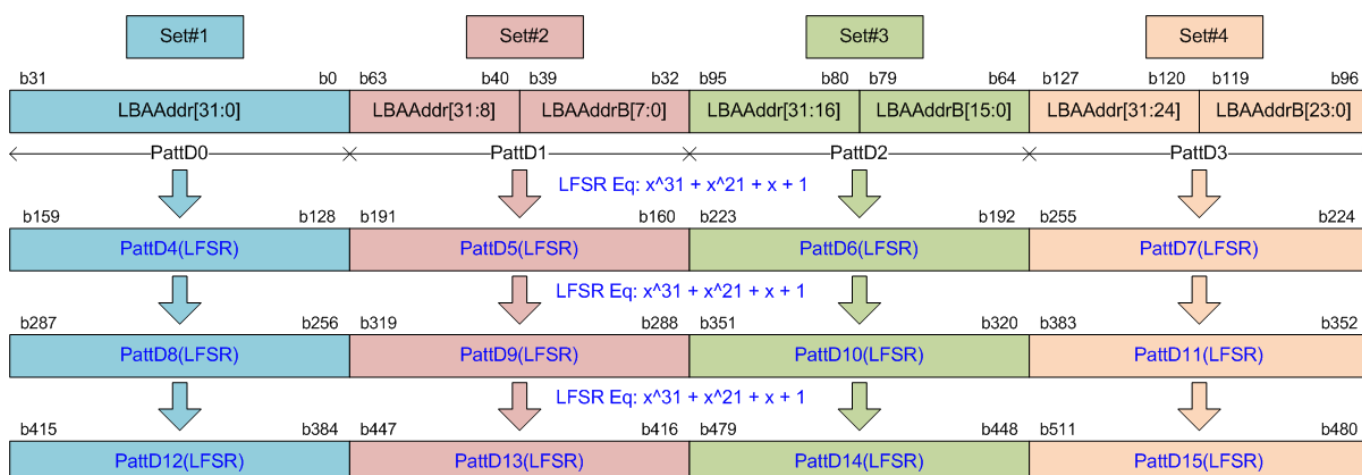 Set#1 Set#2 Set#3 Set#4
b31 b0 b63 b40 b39 b32 b95 b80 b79 b64 b127 b120 b119 b96
LBAAddr[31:0] LBAAddr[31:8] LBAAddrB[7:0] LBAAddr[31:16] LBAAddrB[15:0] LBAAddr[31:24] LBAAddrB[23:0]
PattD0 PattD1 PattD2 PattD3
LFSR Eq: x^31 + x^21 + x + 1
b159 b128 b191 b160 b223 b192 b255 b224
PattD4(LFSR) PattD5(LFSR) PattD6(LFSR) PattD7(LFSR)
LFSR Eq: x^31 + x^21 + x + 1
b287 b256 b319 b288 b351 b320 b383 b352
PattD8(LFSR) PattD9(LFSR) PattD10(LFSR) PattD11(LFSR)
LFSR Eq: x^31 + x^21 + x + 1
b415 b384 b447 b416 b479 b448 b511 b480
PattD12(LFSR) PattD13(LFSR) PattD14(LFSR) PattD15(LFSR)